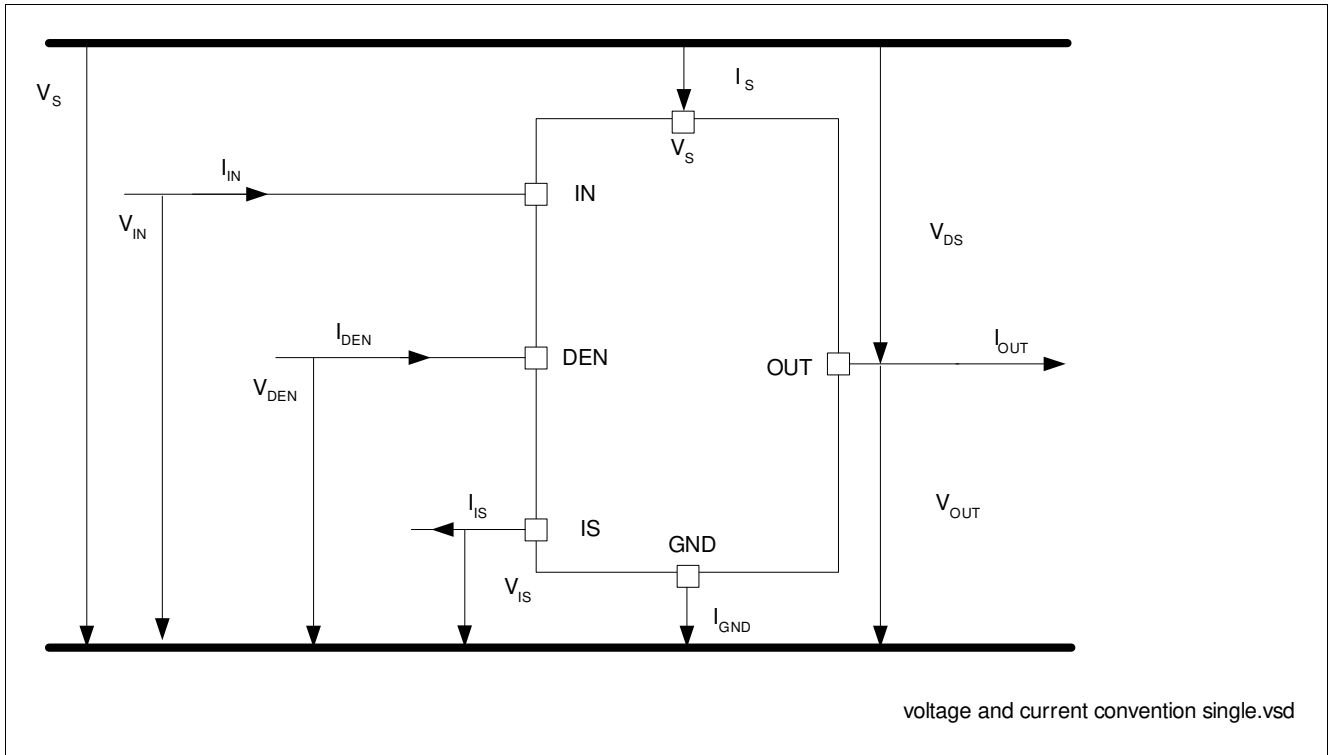 V_S
I_S
V_S
I_IN
IN
V_IN
V_DS
I_DEN
DEN
V_DEN
I_OUT
OUT
I_IS
IS
V_IS
V_OUT
GND
I_GND
voltage and current convention single.vsd